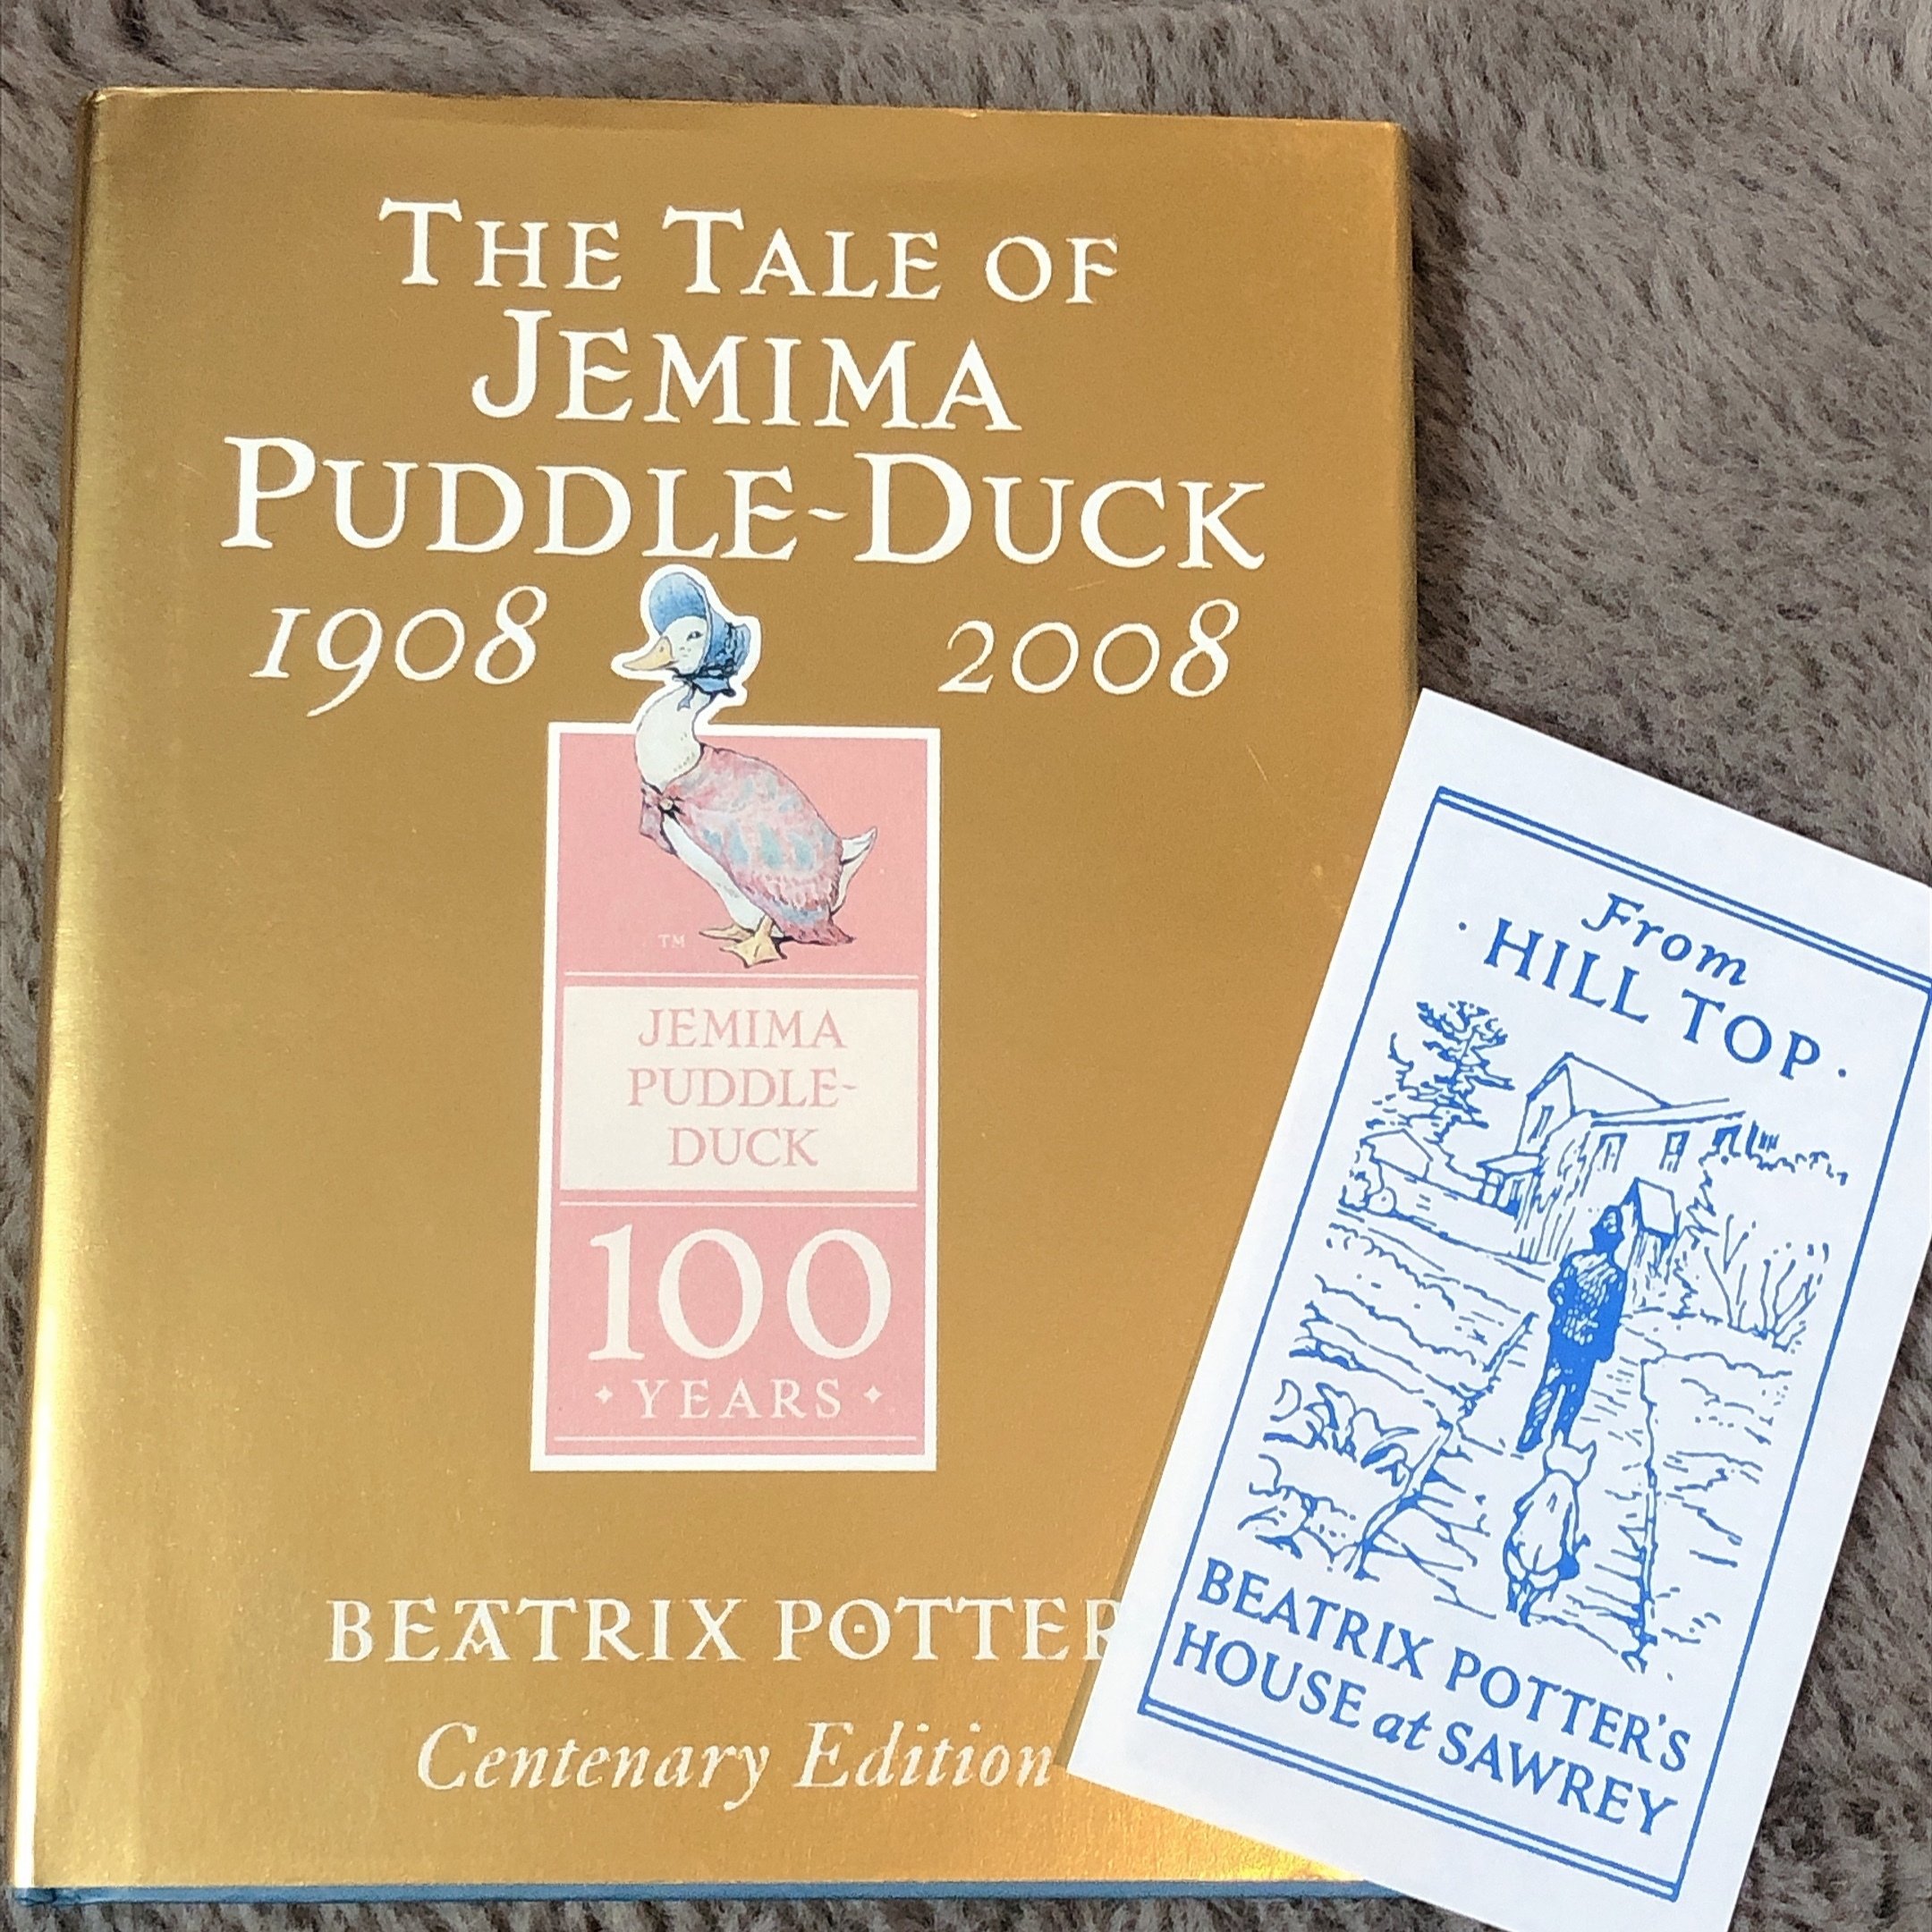 THE TALE OF
JEMIMA
PUDDLE-DUCK
1908 2008
TM
JEMIMA
PUDDLE-
DUCK
100
YEARS
BEATRIX POTTER
Centenary Edition
From
· HILL TOP ·
BEATRIX POTTER'S
HOUSE at SAWREY